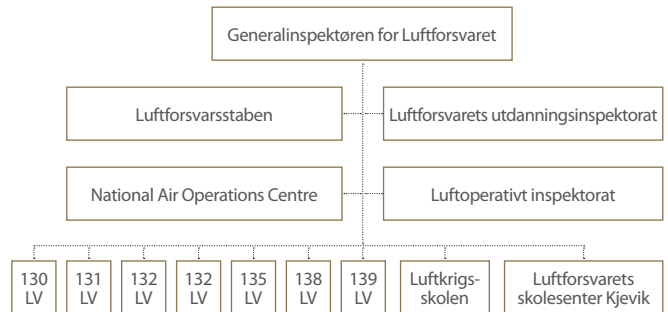 Generalinspektøren for Luftforsvaret
Luftforsvarsstaben
Luftforsvarets utdanningsinspektorat
National Air Operations Centre
Luftoperativt inspektorat
130
LV
131
LV
132
LV
132
LV
135
LV
138
LV
139
LV
Luftkrigs-
skolen
Luftforsvarets
skolesenter Kjevik